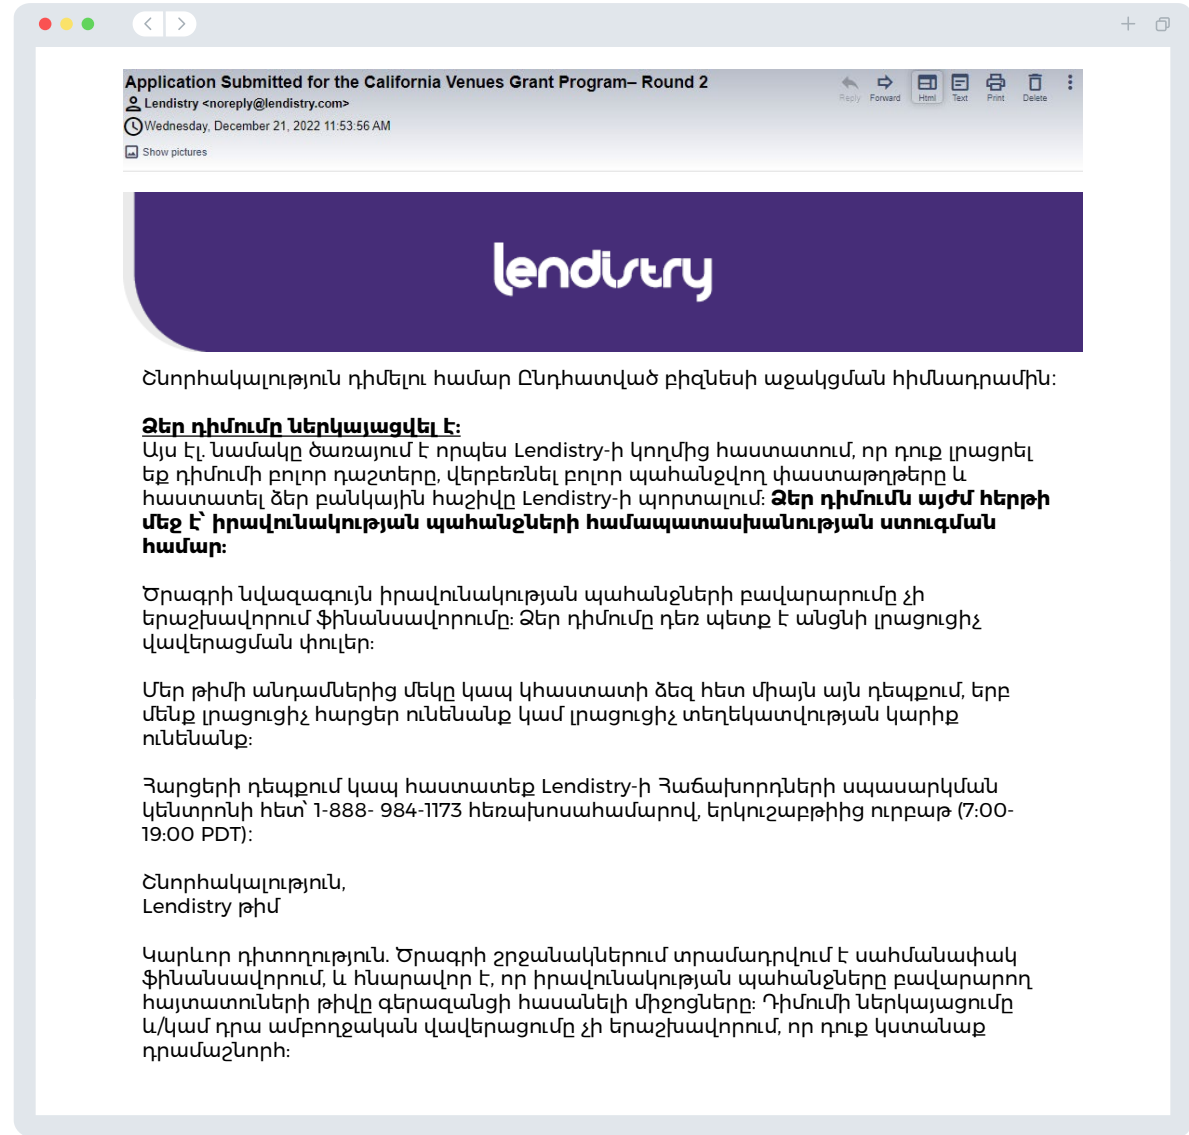 Application Submitted for the California Venues Grant Program– Round 2
Lendistry <noreply@lendistry.com>
Wednesday, December 21, 2022 11:53:56 AM
Show pictures
Reply Forward Html Text Print Delete
lendistry
Շնորհակալություն դիմելու համար Ընդհատված բիզնեսի աջակցման հիմնադրամին:
Ձեր դիմումը ներկայացվել է:
Այս էլ. նամակը ծառայում է որպես Lendistry-ի կողմից հաստատում, որ դուք լրացրել
եք դիմումի բոլոր դաշտերը, վերբեռնել բոլոր պահանջվող փաստաթղթերը և
հաստատել ձեր բանկային հաշիվը Lendistry-ի պորտալում: Ձեր դիմումն այժմ հերթի
մեջ է՝ իրավունակության պահանջների համապատասխանության ստուգման
համար:
Ծրագրի նվազագույն իրավունակության պահանջների բավարարումը չի
երաշխավորում ֆինանսավորումը: Ձեր դիմումը դեռ պետք է անցնի լրացուցիչ
վավերացման փուլեր:
Մեր թիմի անդամներից մեկը կապ կհաստատի ձեզ հետ միայն այն դեպքում, երբ
մենք լրացուցիչ հարցեր ունենանք կամ լրացուցիչ տեղեկատվության կարիք
ունենանք:
Հարցերի դեպքում կապ հաստատեք Lendistry-ի Հաճախորդների սպասարկման
կենտրոնի հետ՝ 1-888- 984-1173 հեռախոսահամարով, երկուշաբթիից ուրբաթ (7:00-
19:00 PDT):
Շնորհակալություն,
Lendistry թիմ
Կարևոր դիտողություն. Ծրագրի շրջանակներում տրամադրվում է սահմանափակ
ֆինանսավորում, և հնարավոր է, որ իրավունակության պահանջները բավարարող
հայտատուների թիվը գերազանցի հասանելի միջոցները: Դիմումի ներկայացումը
և/կամ դրա ամբողջական վավերացումը չի երաշխավորում, որ դուք կստանաք
դրամաշնորհ: